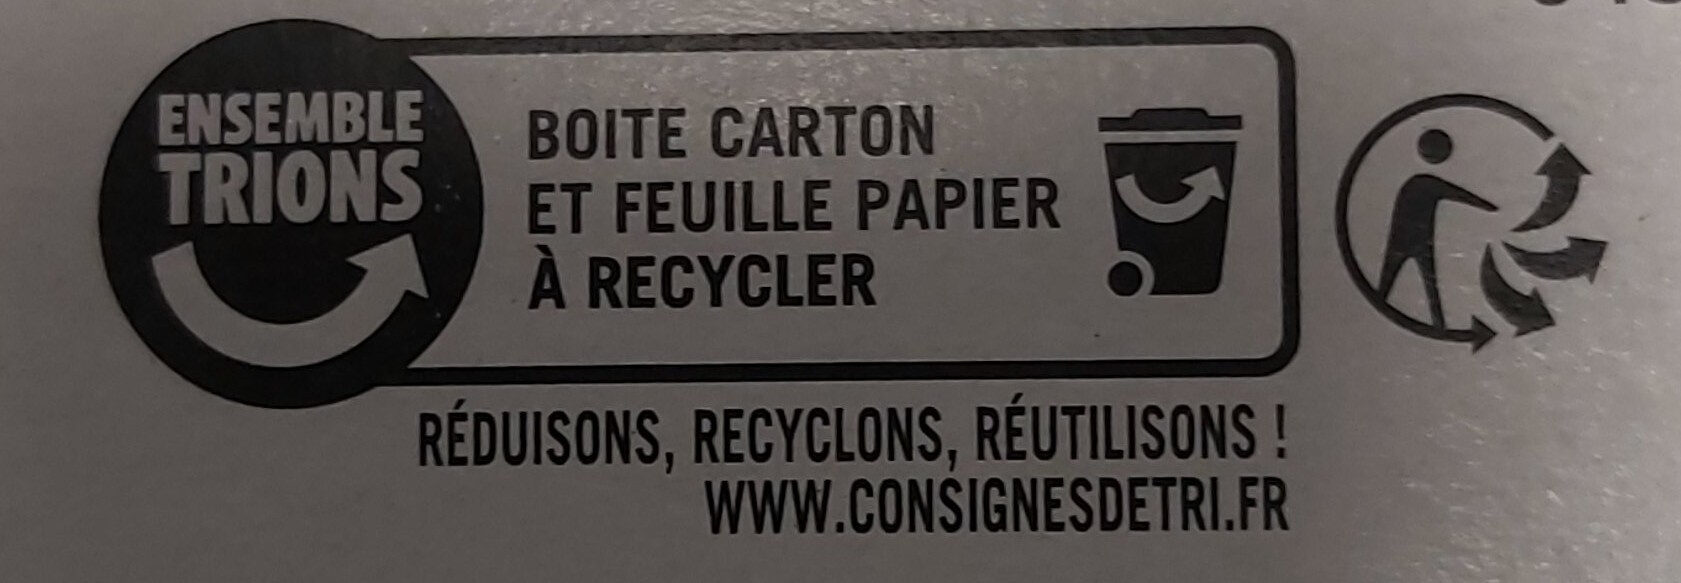 ENSEMBLE
TRIONS
BOITE CARTON
ET FEUILLE PAPIER
À RECYCLER
RÉDUISONS, RECYCLONS, RÉUTILISONS !
WWW.CONSIGNESDETRI.FR